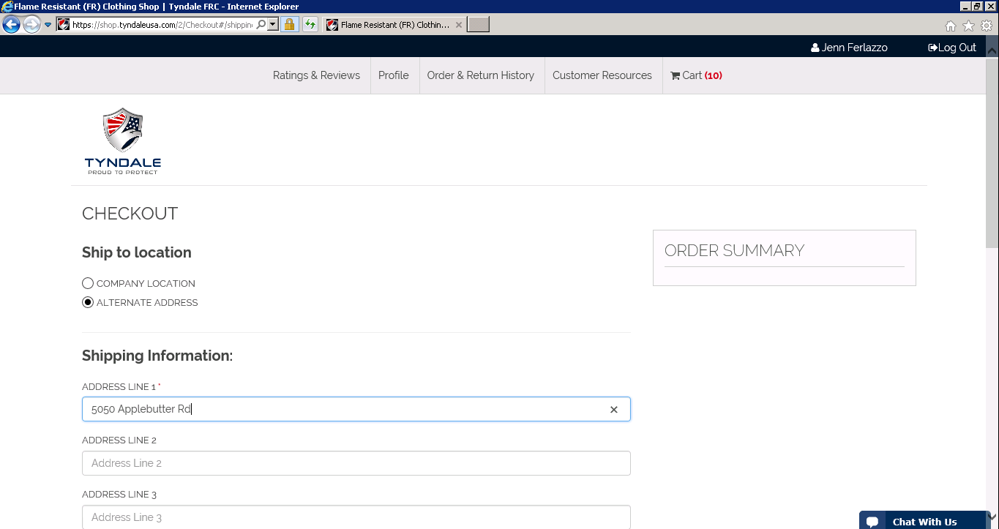 Flame Resistant (FR) Clothing Shop | Tyndale FRC - Internet Explorer
https://shop.tyndaleusa.com/2/Checkout#/shippin
Flame Resistant (FR) Clothin...
Jenn Ferlazzo
Log Out
Ratings & Reviews
Profile
Order & Return History
Customer Resources
Cart (10)
TYNDALE
PROUD TO PROTECT
CHECKOUT
Ship to location
COMPANY LOCATION
ALTERNATE ADDRESS
ORDER SUMMARY
Shipping Information:
ADDRESS LINE 1 *
5050 Applebutter Rd
ADDRESS LINE 2
Address Line 2
ADDRESS LINE 3
Address Line 3
Chat With Us